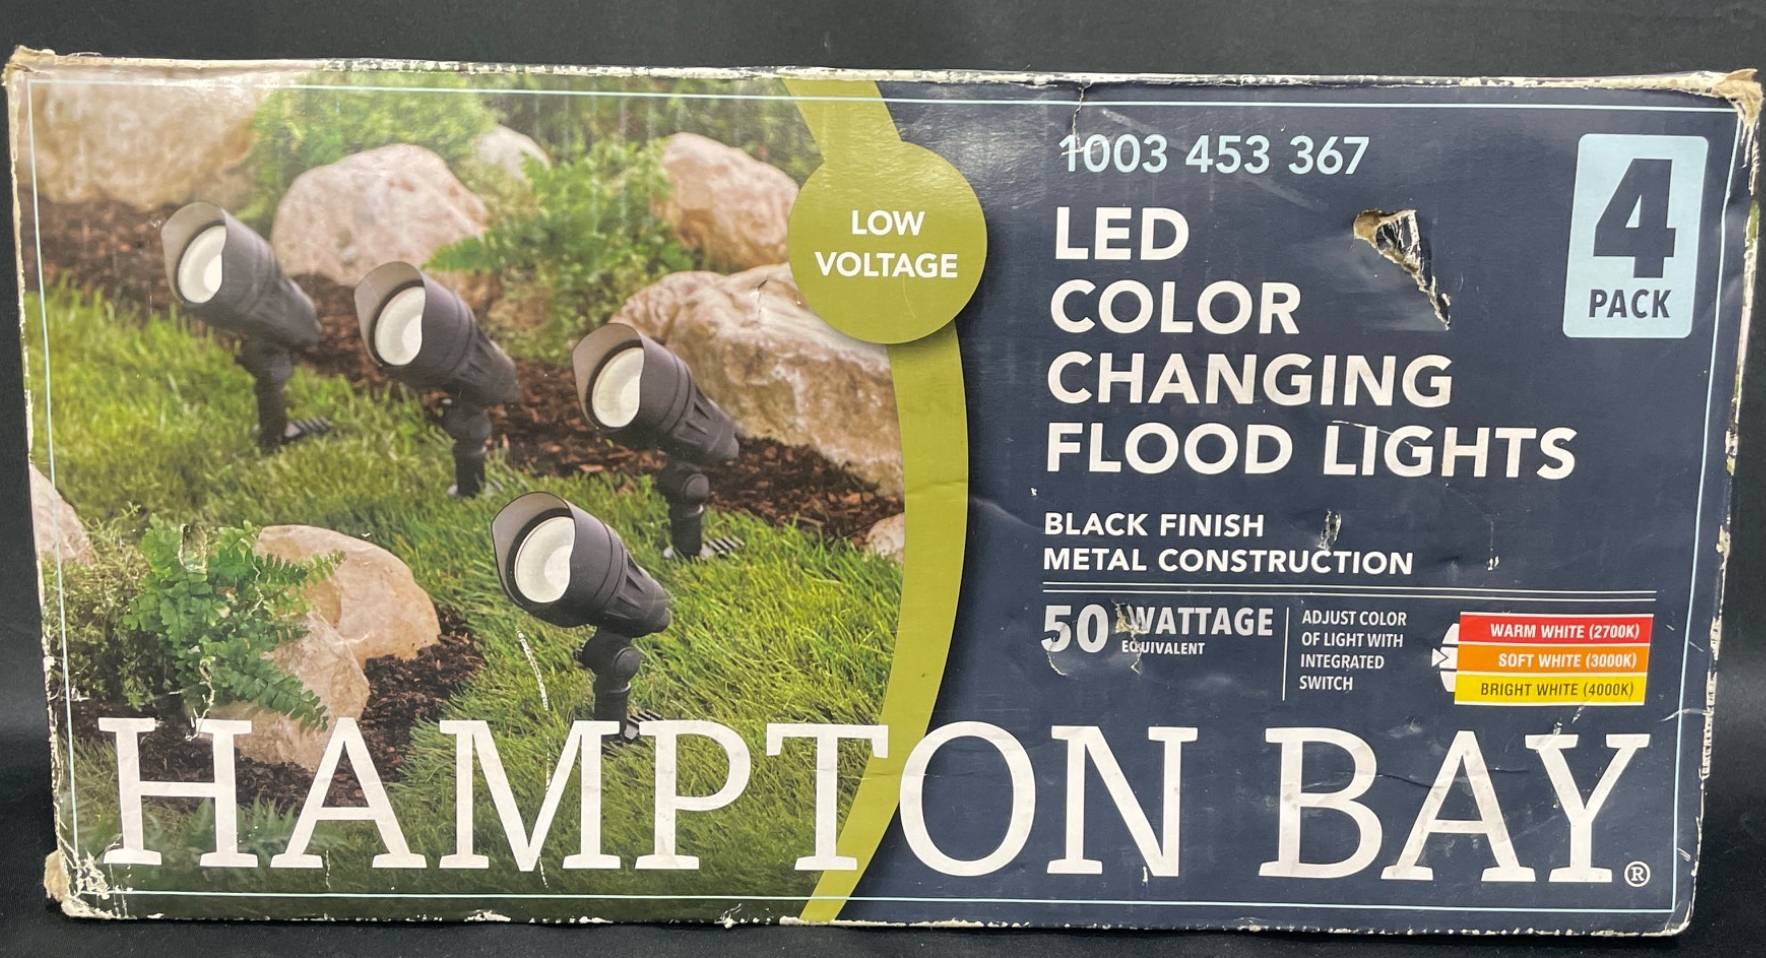 LOW
VOLTAGE
1003 453 367
LED
COLOR
CHANGING
FLOOD LIGHTS
4
PACK
BLACK FINISH
METAL CONSTRUCTION
50 WATTAGE
EQUIVALENT
ADJUST COLOR
OF LIGHT WITH
INTEGRATED
SWITCH
WARM WHITE (2700K)
SOFT WHITE (3000K)
BRIGHT WHITE (4000K)
HAMPTON BAY®